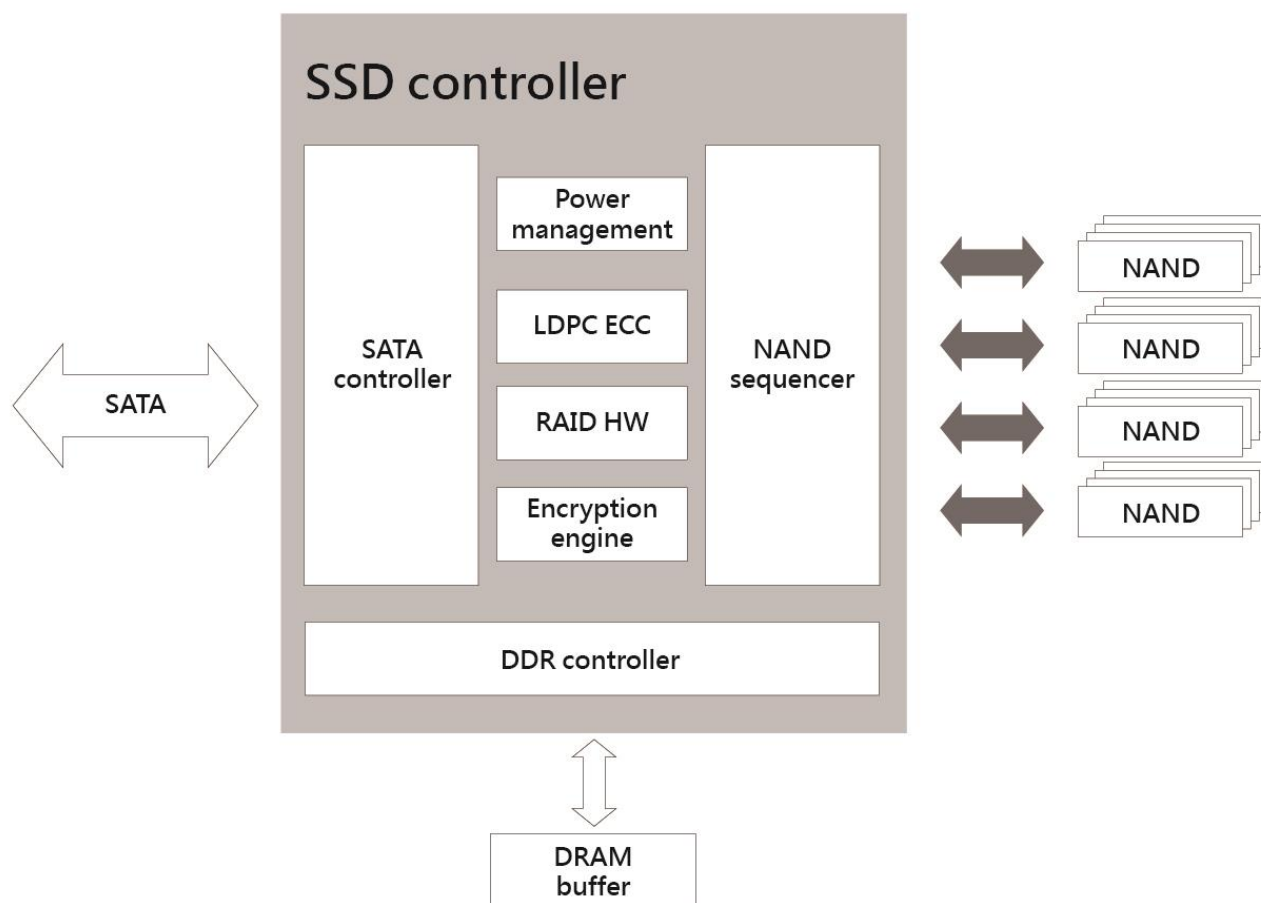 SSD controller
Power
management
LDPC ECC
SATA
controller
NAND
sequencer
RAID HW
Encryption
engine
DDR controller
SATA
NAND
NAND
NAND
NAND
DRAM
buffer